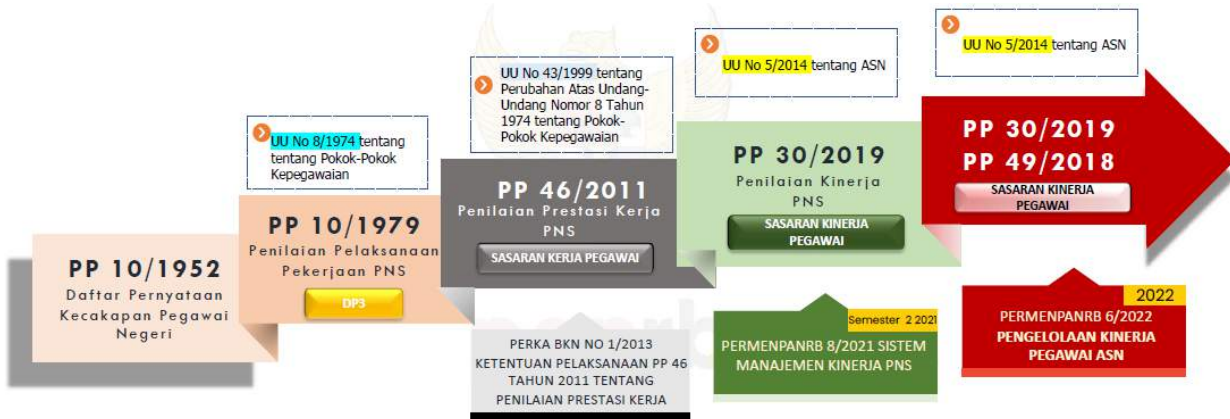 PP 10/1952
Daftar Pernyataan
Kecakapan Pegawai
Negeri
UU No 8/1974 tentang
tentang Pokok-Pokok
Kepegawaian
PP 10/1979
Penilaian Pelaksanaan
Pekerjaan PNS
DP3
UU No 43/1999 tentang
Perubahan Atas Undang-
Undang Nomor 8 Tahun
1974 tentang Pokok-
Pokok Kepegawaian
PP 46/2011
Penilaian Prestasi Kerja
PNS
SASARAN KERJA PEGAWAI
PERKA BKN NO 1/2013
KETENTUAN PELAKSANAAN PP 46
TAHUN 2011 TENTANG
PENILAIAN PRESTASI KERJA
UU No 5/2014 tentang ASN
PP 30/2019
Penilaian Kinerja
PNS
SASARAN KINERJA
PEGAWAI
Semester 2 2021
PERMENPANRB 8/2021 SISTEM
MANAJEMEN KINERJA PNS
UU No 5/2014 tentang ASN
PP 30/2019
PP 49/2018
SASARAN KINERJA
PEGAWAI
2022
PERMENPANRB 6/2022
PENGELOLAAN KINERJA
PEGAWAI ASN